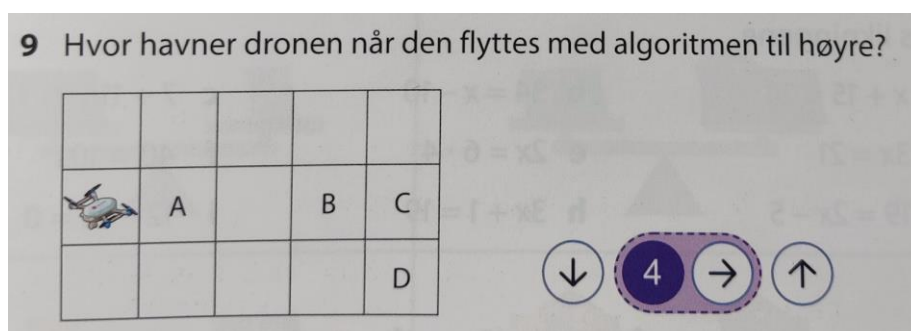 9 Hvor havner dronen når den flyttes med algoritmen til høyre?
A B C
D
↓ 4 → ↑